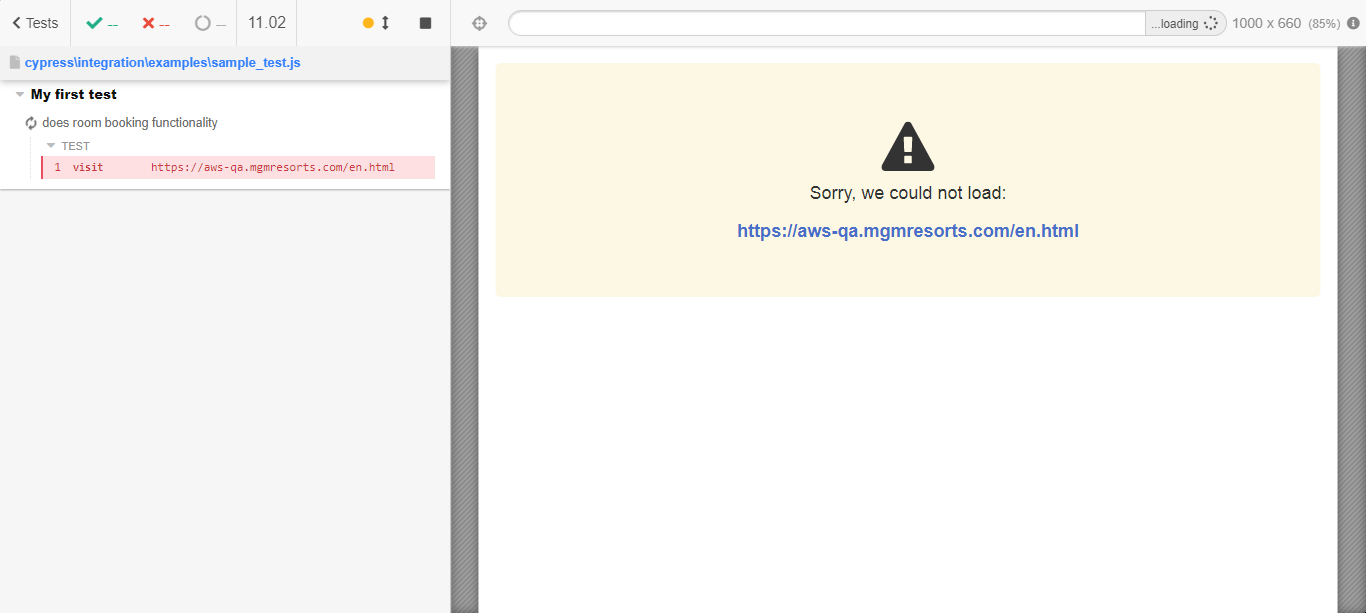 Tests
--
--
--
11.02
...loading
1000 x 660 (85%)
cypress\integration\examples\sample_test.js
My first test
does room booking functionality
TEST
1 visit https://aws-qa.mgmresorts.com/en.html
Sorry, we could not load:
https://aws-qa.mgmresorts.com/en.html